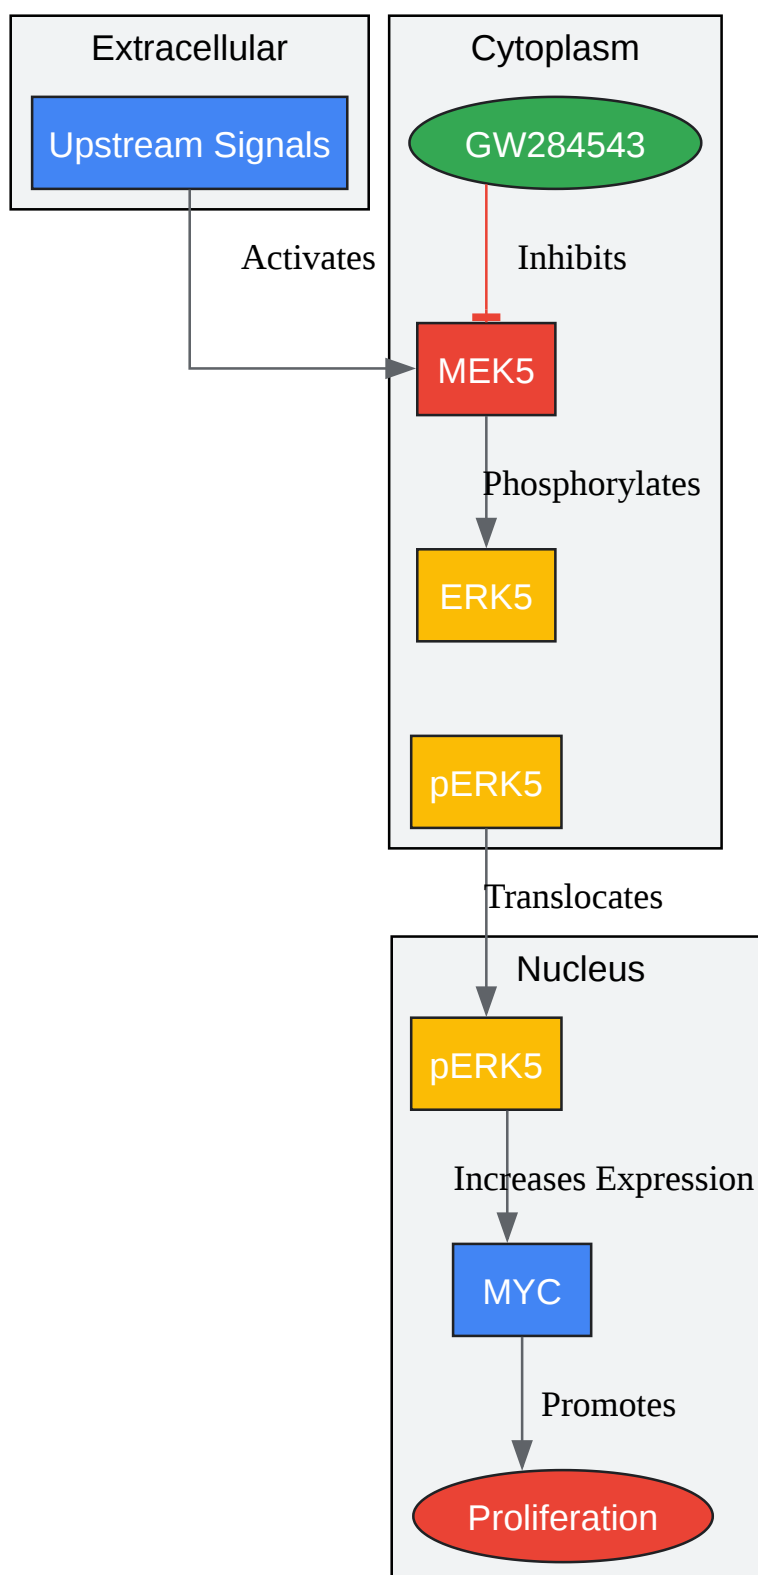 Extracellular
Upstream Signals
Cytoplasm
GW284543
Activates
Inhibits
MEK5
Phosphorylates
ERK5
pERK5
Translocates
Nucleus
pERK5
Increases Expression
MYC
Promotes
Proliferation